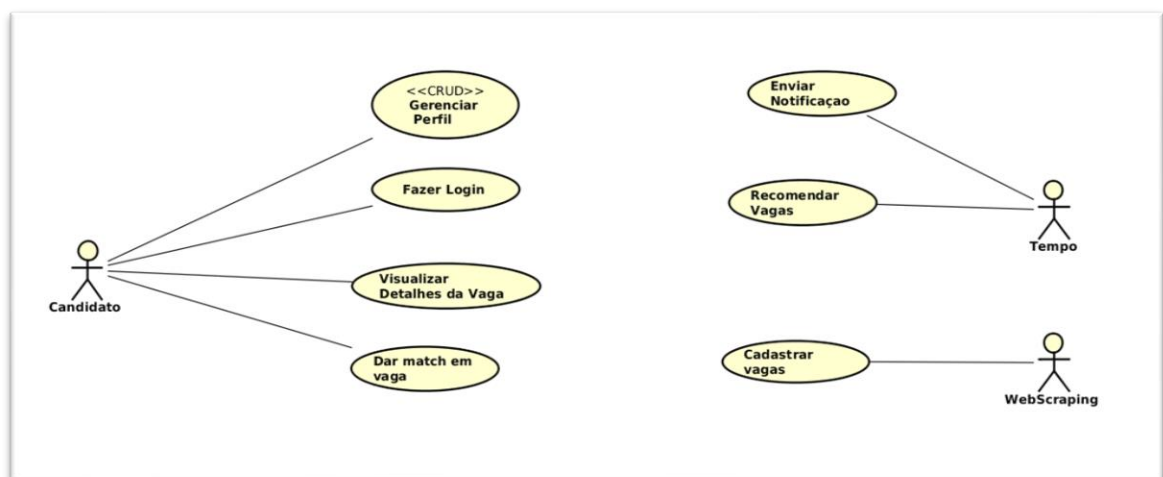 <<CRUD>>
Gerenciar
Perfil
Fazer Login
Visualizar
Detalhes da Vaga
Dar match em
vaga
Candidato
Enviar
Notificaçao
Recomendar
Vagas
Tempo
Cadastrar
vagas
WebScraping